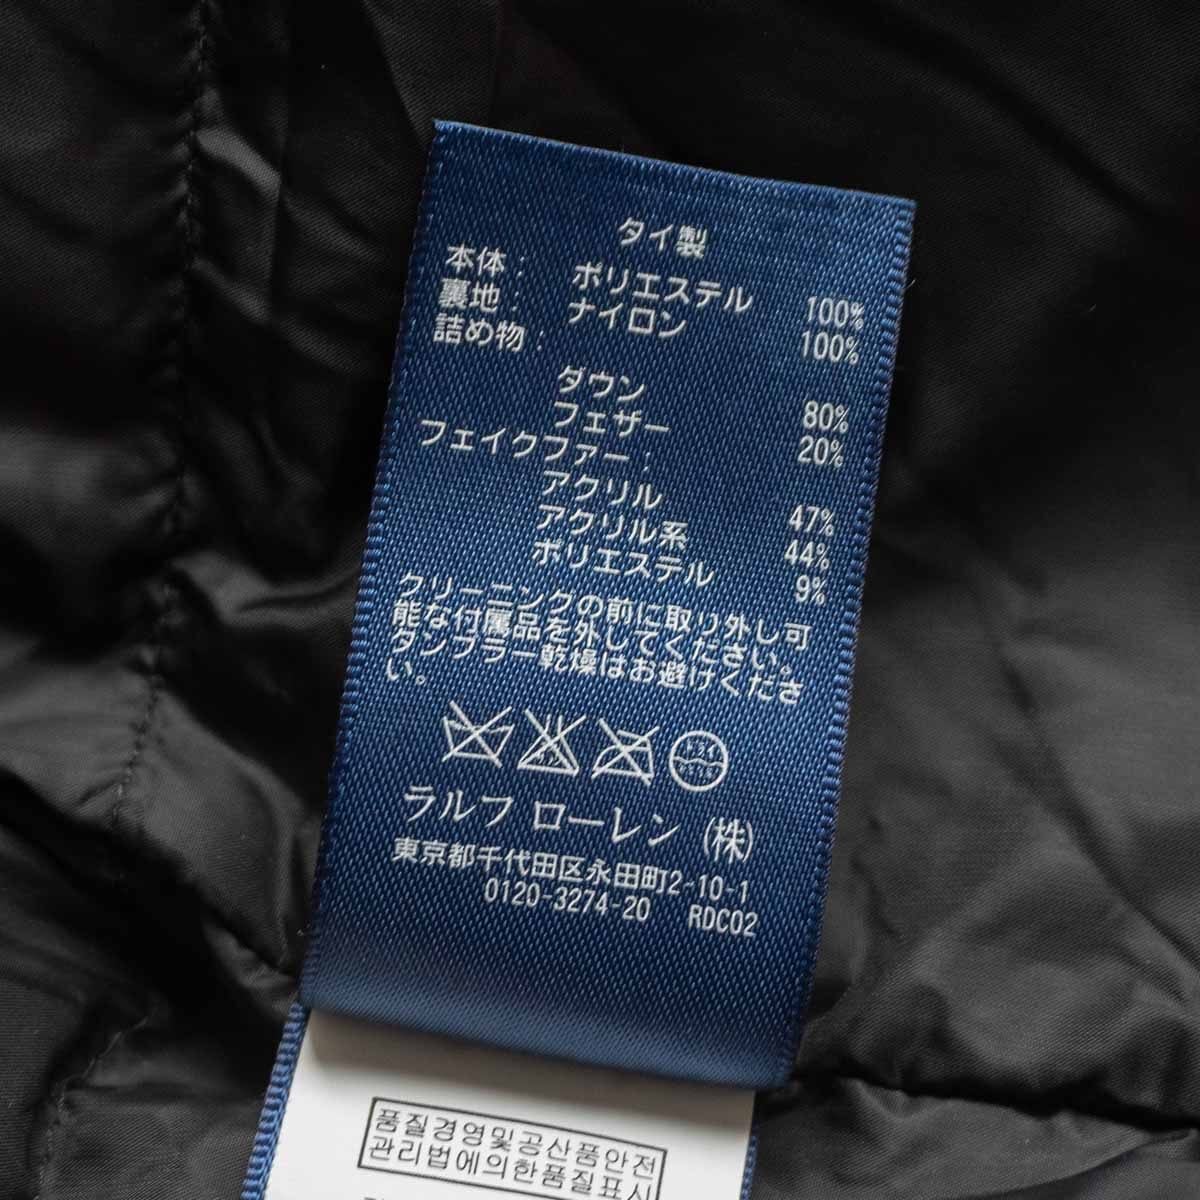 タイ製
本体: ポリエステル 100%
裏地: ナイロン 100%
詰め物:
ダウン 80%
フェザー 20%
フェイクファー:
アクリル 47%
アクリル系 44%
ポリエステル 9%
クリーニングの前に取り外し可
能な付属品を外してください。
タンブラー乾燥はお避けくださ
い。
ドライ
ラルフ ローレン (株)
東京都千代田区永田町2-10-1
0120-3274-20 RDC02
품질경영및공산품안전
관리법에의한품질표시